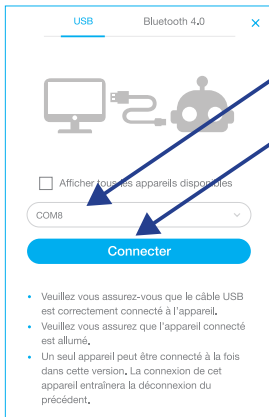 USB Bluetooth 4.0 ×
Afficher tous les appareils disponibles
COM8
Connecter
• Veuillez vous assurez-vous que le câble USB
est correctement connecté à l'appareil.
• Veuillez vous assurez que l'appareil connecté
est allumé.
• Un seul appareil peut être connecté à la fois
dans cette version. La connexion de cet
appareil entraînera la déconnexion du
précédent.